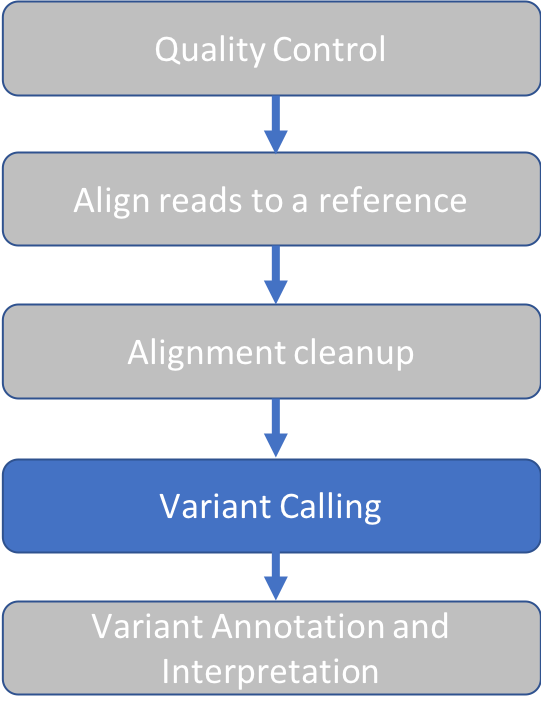 Quality Control
Align reads to a reference
Alignment cleanup
Variant Calling
Variant Annotation and
Interpretation